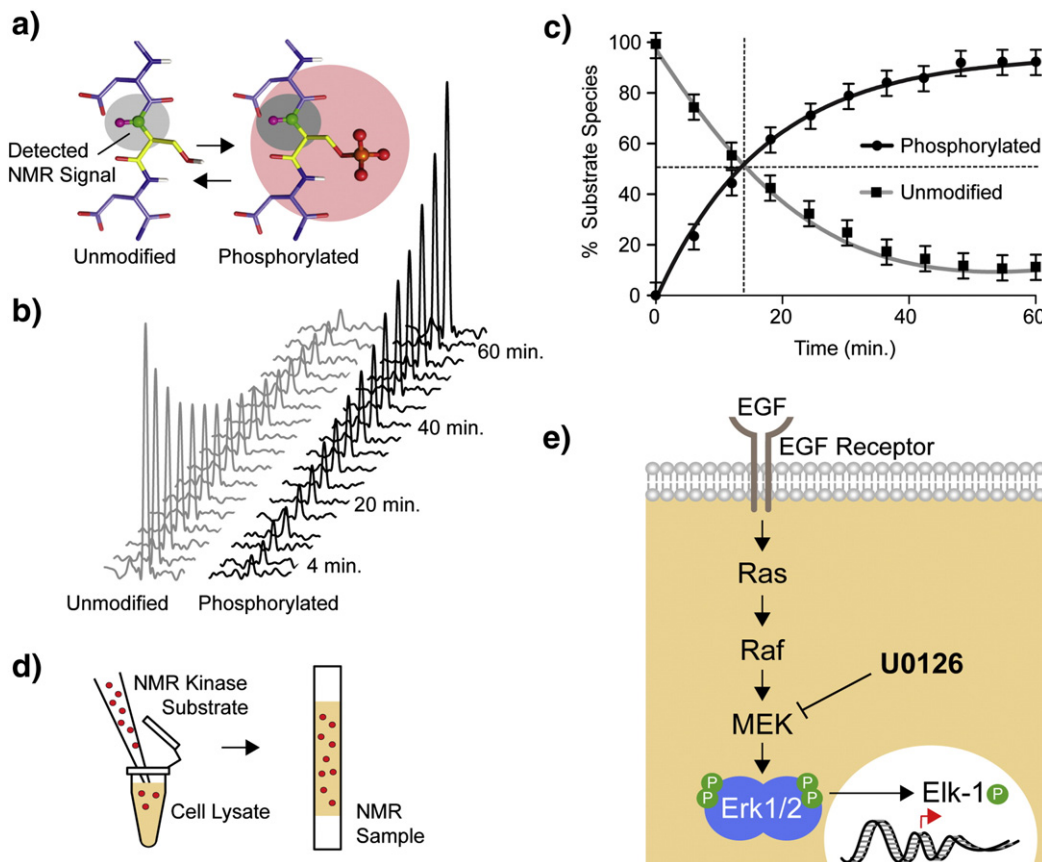 a)
Detected
NMR Signal
Unmodified
Phosphorylated
b)
60 min.
40 min.
20 min.
4 min.
Unmodified
Phosphorylated
c)
% Substrate Species
100
80
60
40
20
0
Phosphorylated
Unmodified
0
20
40
60
Time (min.)
d)
NMR Kinase
Substrate
Cell Lysate
NMR
Sample
e)
EGF
EGF Receptor
Ras
Raf
U0126
MEK
P
P
P
P
Erk1/2
Elk-1
P